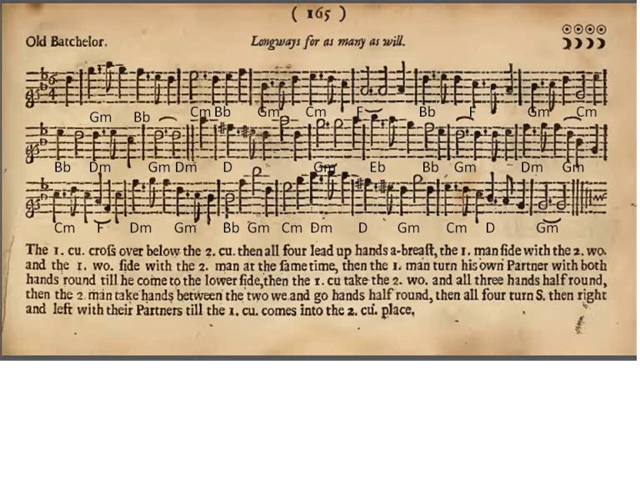 ( 165 )
Old Batchelor. Longways for as many as will.
Gm Bb Cm Bb Gm Cm F Bb F Gm Cm
Bb Dm Gm Dm D Gm Eb Bb Gm Dm Gm
Cm F Dm Gm Bb Gm Cm Dm D Gm Cm D Gm
The 1. cu. croſs over below the 2. cu. then all four lead up hands a-breaſt, the 1. man ſide with the 2. wo.
and the 1. wo. ſide with the 2. man at the ſame time, then the 1. man turn his own Partner with both
hands round till he come to the lower ſide, then the 1. cu take the 2. wo. and all three hands half round,
then the 2. man take hands between the two we. and go hands half round, then all four turn S. then right
and left with their Partners till the 1. cu. comes into the 2. cu. place.